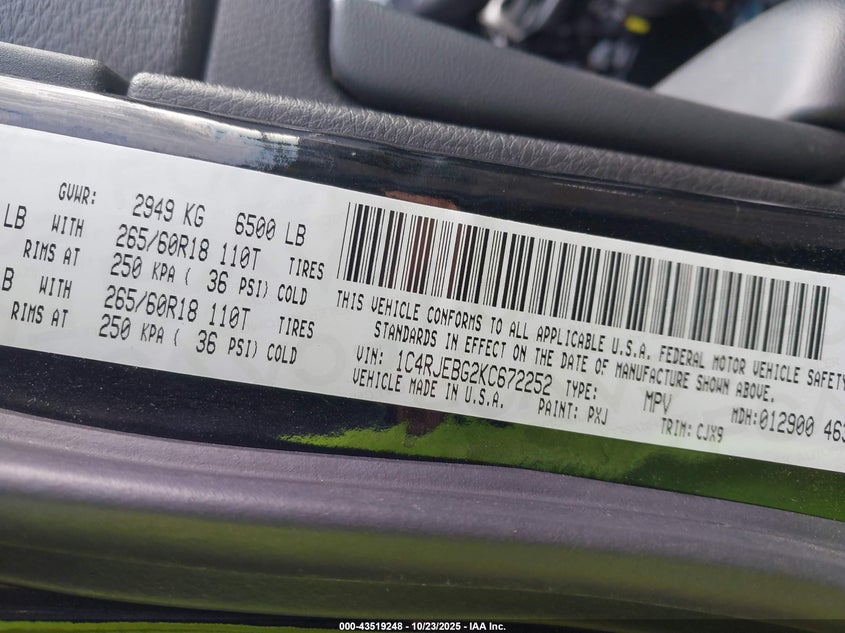 GVWR: 2949 KG 6500 LB
LB WITH 265/60R18 110T TIRES
RIMS AT 250 KPA ( 36 PSI) COLD
LB WITH 265/60R18 110T TIRES
RIMS AT 250 KPA ( 36 PSI) COLD
THIS VEHICLE CONFORMS TO ALL APPLICABLE U.S.A. FEDERAL MOTOR VEHICLE SAFETY
STANDARDS IN EFFECT ON THE DATE OF MANUFACTURE SHOWN ABOVE.
VIN: 1C4RJEBG2KC672252 TYPE: MPV MDH:012900 463
VEHICLE MADE IN U.S.A. PAINT: PXJ TRIM: CJX9
000-43519248 - 10/23/2025 - IAA Inc.